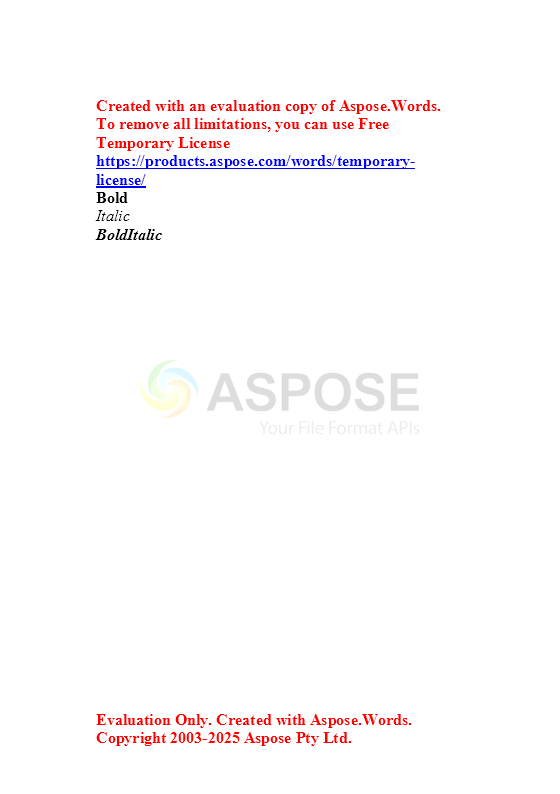 Created with an evaluation copy of Aspose.Words.
To remove all limitations, you can use Free
Temporary License
https://products.aspose.com/words/temporary-
license/
Bold
Italic
BoldItalic
ASPOSE
Your File Format APIs
Evaluation Only. Created with Aspose.Words.
Copyright 2003-2025 Aspose Pty Ltd.